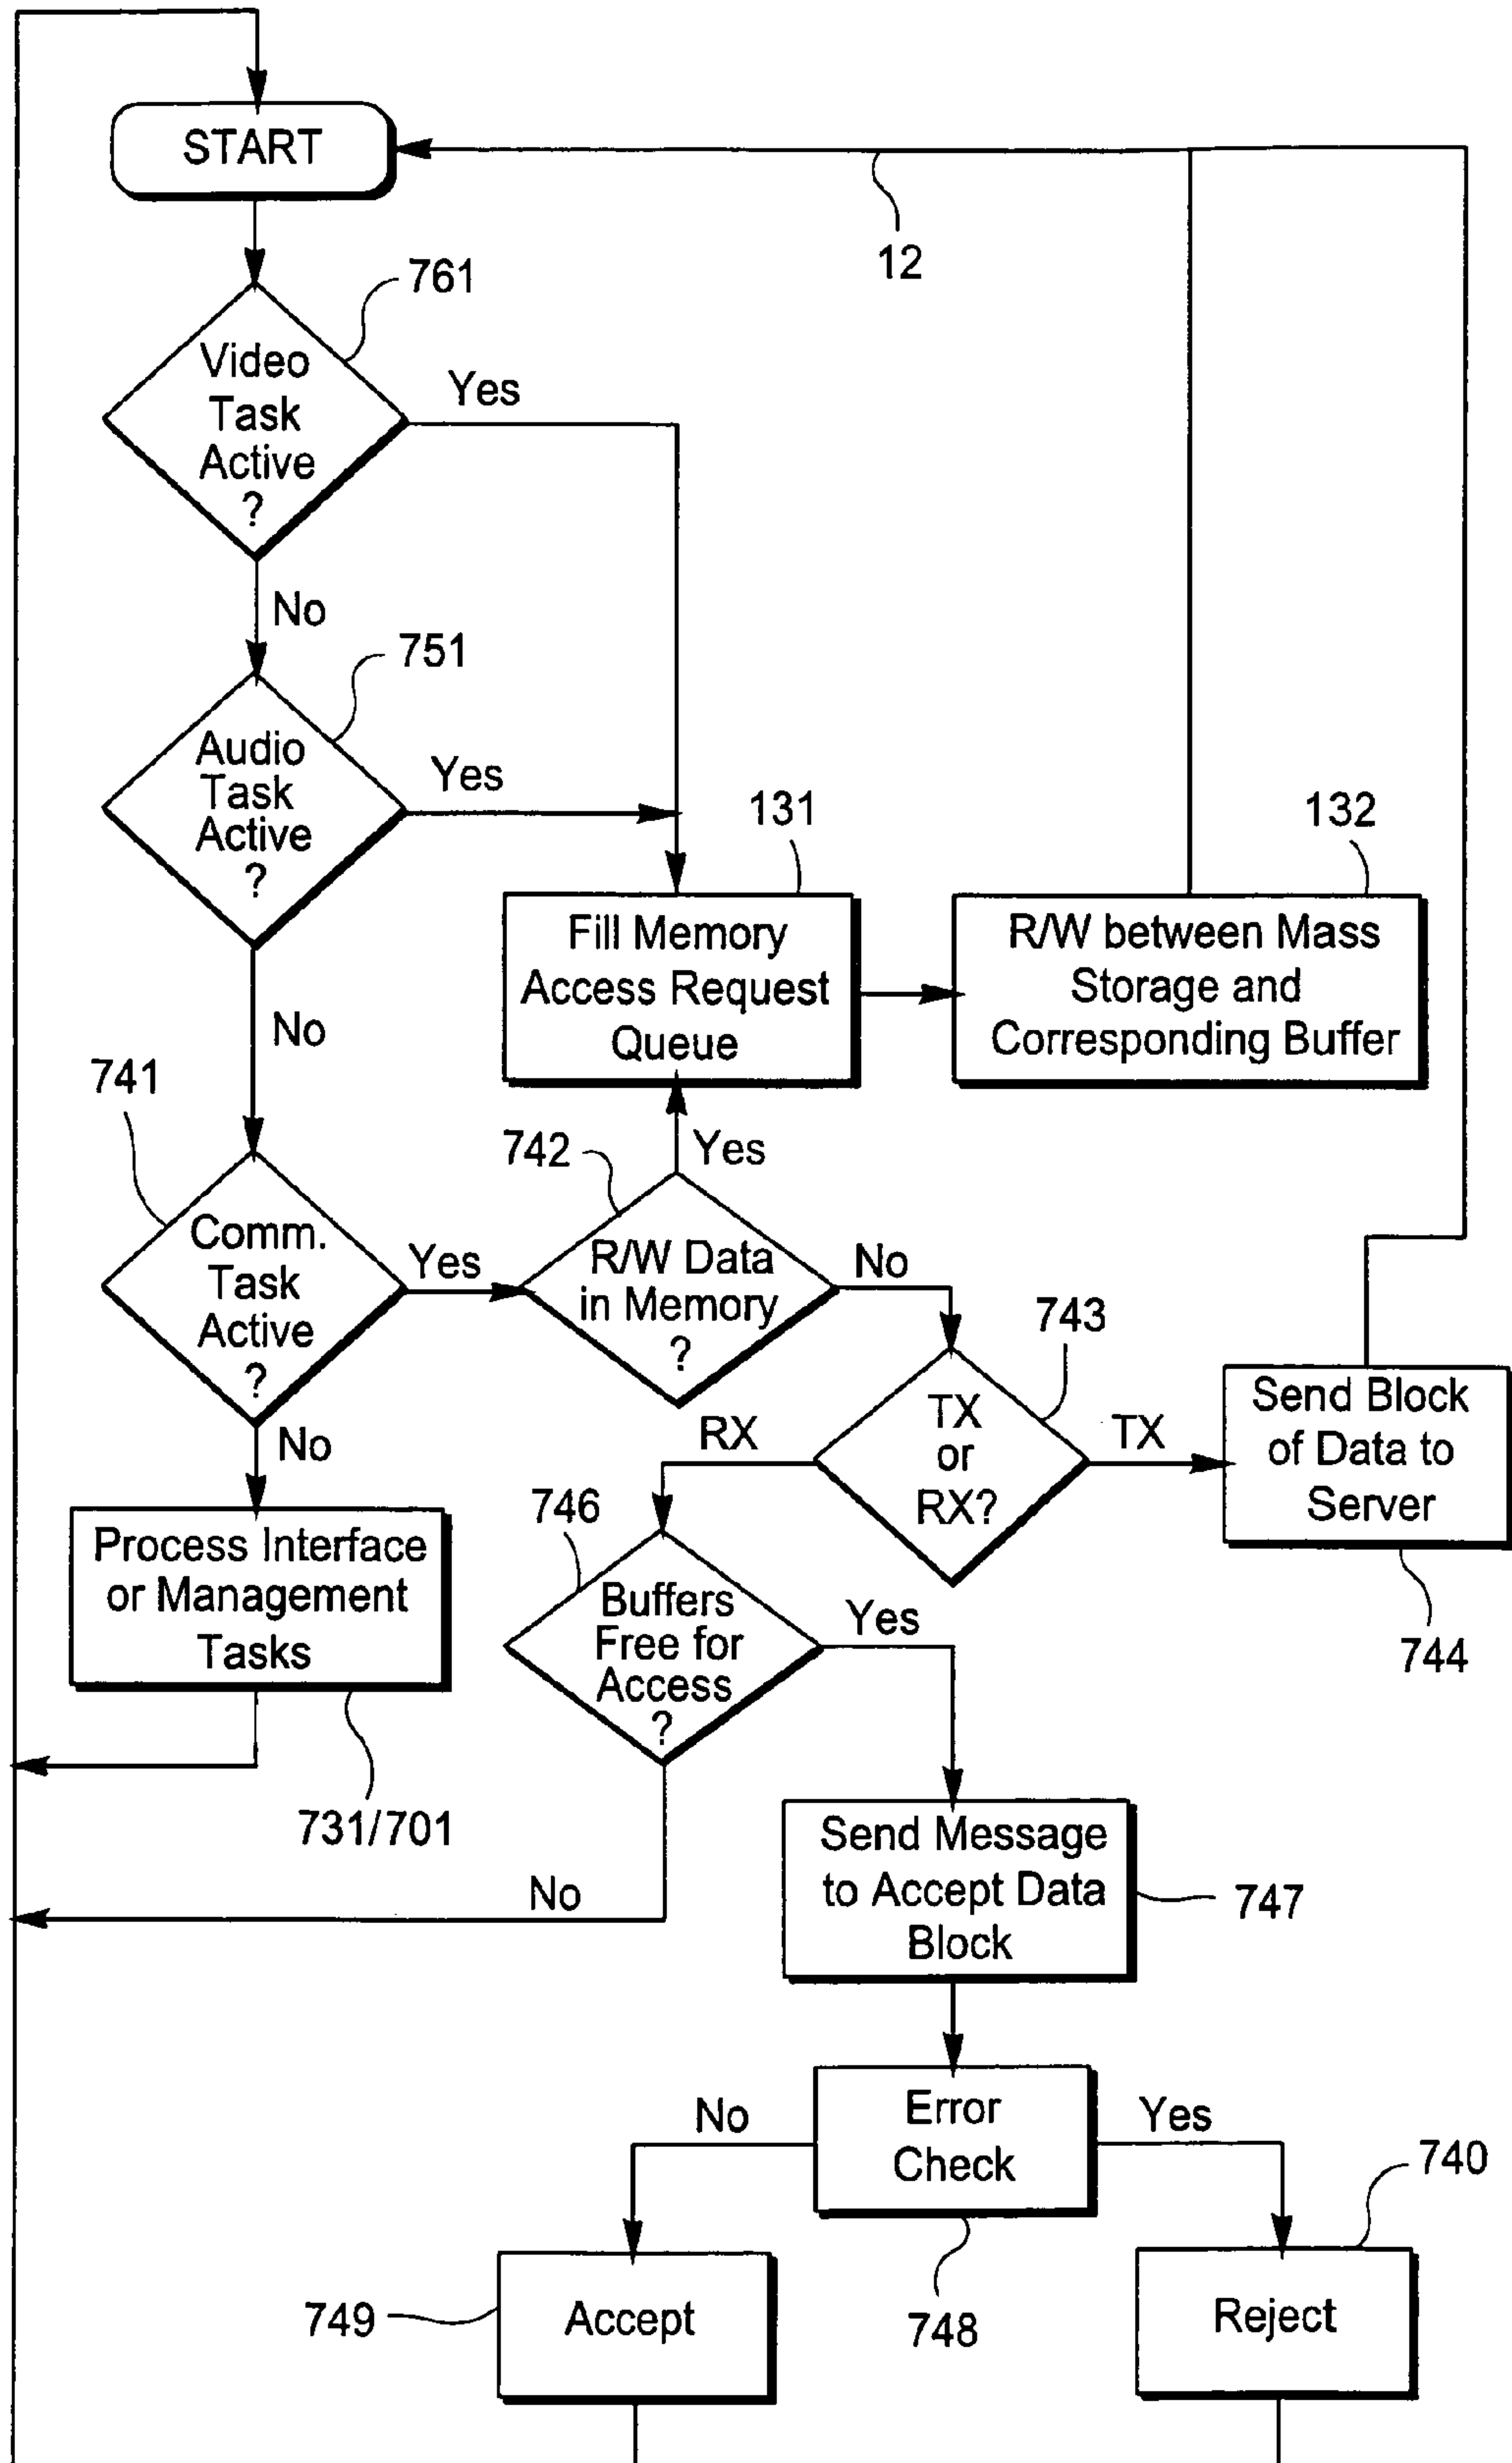 START
12
761
Video
Task
Active
?
Yes
No
751
Audio
Task
Active
?
Yes
No
131
Fill Memory
Access Request
Queue
132
R/W between Mass
Storage and
Corresponding Buffer
741
Comm.
Task
Active
?
Yes
No
742
R/W Data
in Memory
?
Yes
No
743
TX
or
RX?
RX
TX
Send Block
of Data to
Server
744
Process Interface
or Management
Tasks
731/701
746
Buffers
Free for
Access
?
Yes
No
Send Message
to Accept Data
Block
747
Error
Check
No
Yes
748
749
Accept
740
Reject